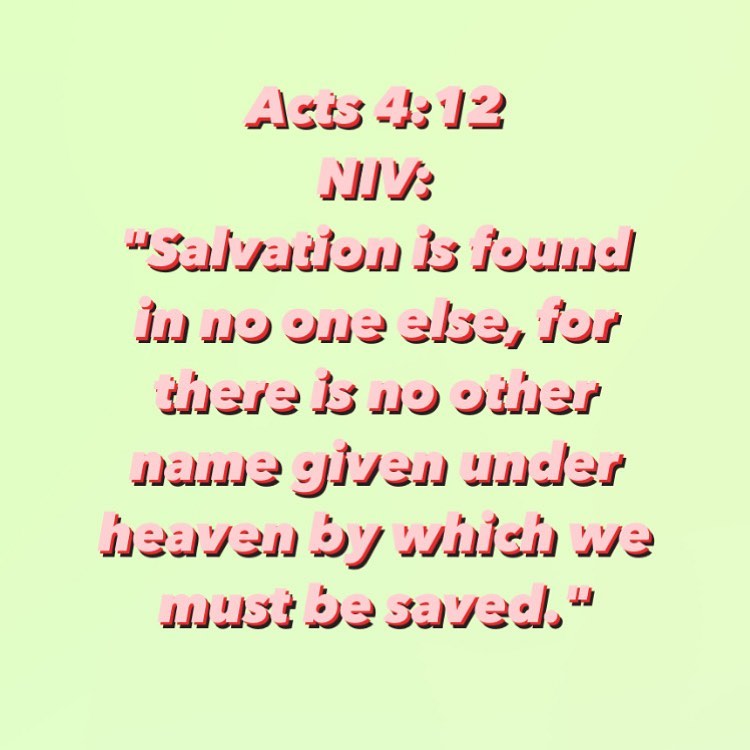 Acts 4:12
NIV:
"Salvation is found
in no one else, for
there is no other
name given under
heaven by which we
must be saved."